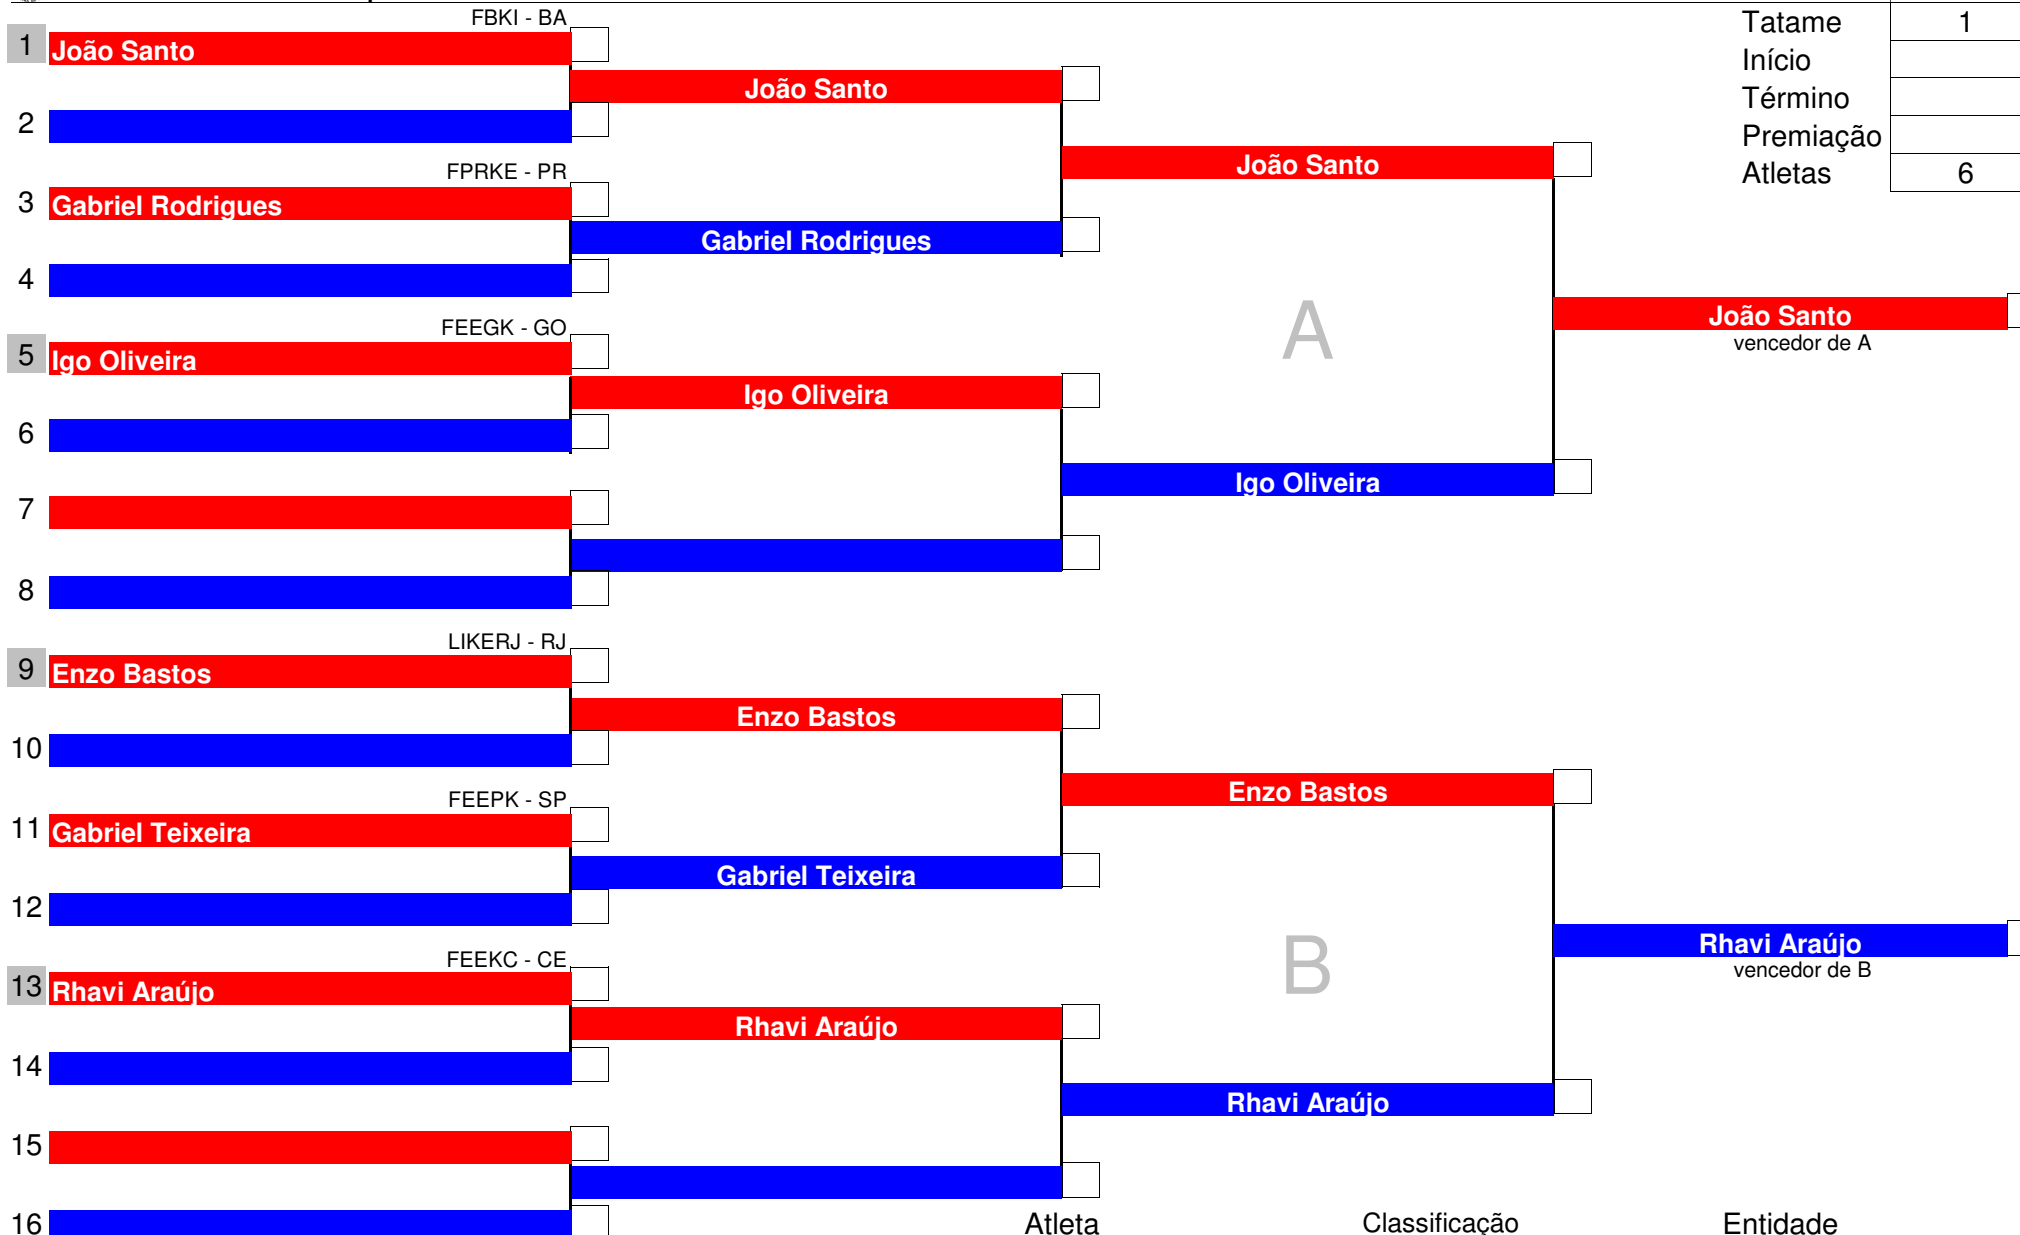 FBKI - BA
Tatame 1
1 João Santo
Início
João Santo
Término
2
Premiação
João Santo
FPRKE - PR
Atletas 6
3 Gabriel Rodrigues
Gabriel Rodrigues
4
A
João Santo
FEEGK - GO
vencedor de A
5 Igo Oliveira
Igo Oliveira
6
Igo Oliveira
7
8
LIKERJ - RJ
9 Enzo Bastos
Enzo Bastos
10
Enzo Bastos
FEEPK - SP
11 Gabriel Teixeira
Gabriel Teixeira
12
Rhavi Araújo
FEEKC - CE
B
vencedor de B
13 Rhavi Araújo
Rhavi Araújo
14
Rhavi Araújo
15
16
Atleta Classificação Entidade